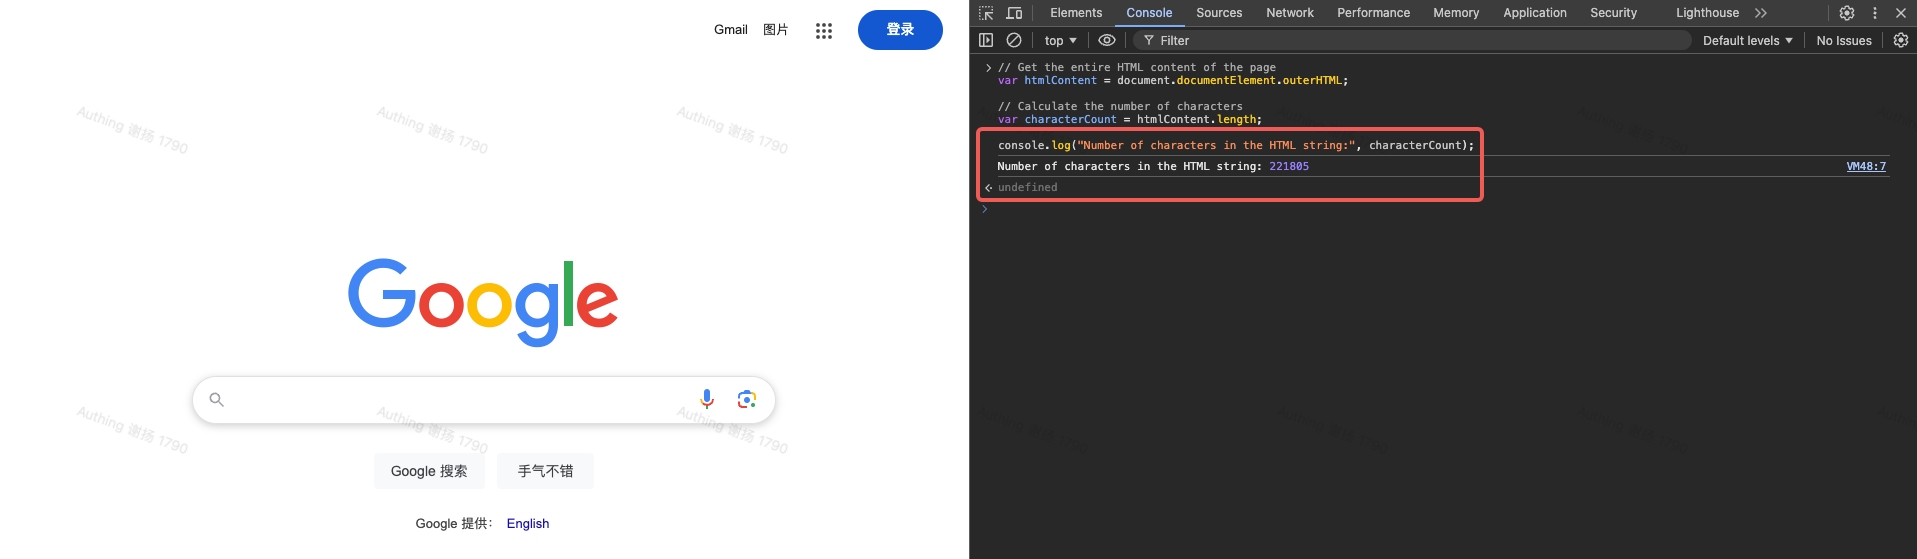 Gmail 图片 登录
Authing 谢扬 1790 Authing 谢扬 1790 Authing 谢扬 1790
Google
Authing 谢扬 1790 Authing 谢扬 1790 Authing 谢扬 1790
Google 搜索 手气不错
Google 提供： English
Elements Console Sources Network Performance Memory Application Security Lighthouse
top Filter Default levels No Issues
// Get the entire HTML content of the page
var htmlContent = document.documentElement.outerHTML;
// Calculate the number of characters
var characterCount = htmlContent.length;
console.log("Number of characters in the HTML string:", characterCount);
Number of characters in the HTML string: 221805 VM48:7
undefined